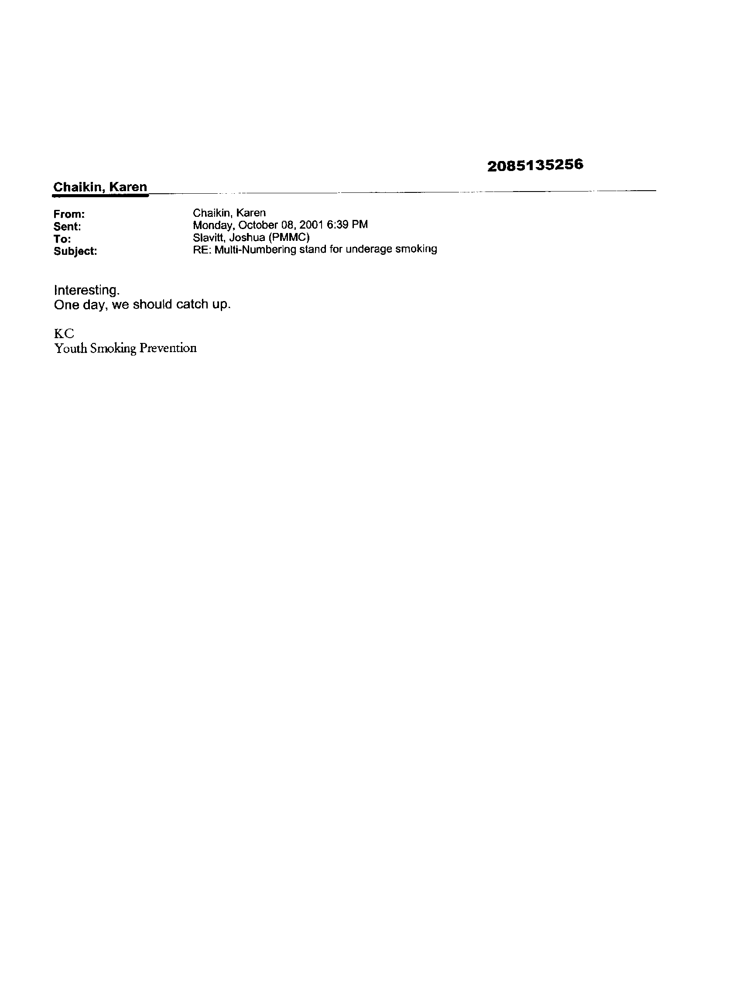 2085135256
Chaikin, Karen
From: Chaikin, Karen
Sent: Monday, October 08, 2001 6:39 PM
To: Slavitt, Joshua (PMMC)
Subject: RE: Multi-Numbering stand for underage smoking
Interesting.
One day, we should catch up.
KC
Youth Smoking Prevention